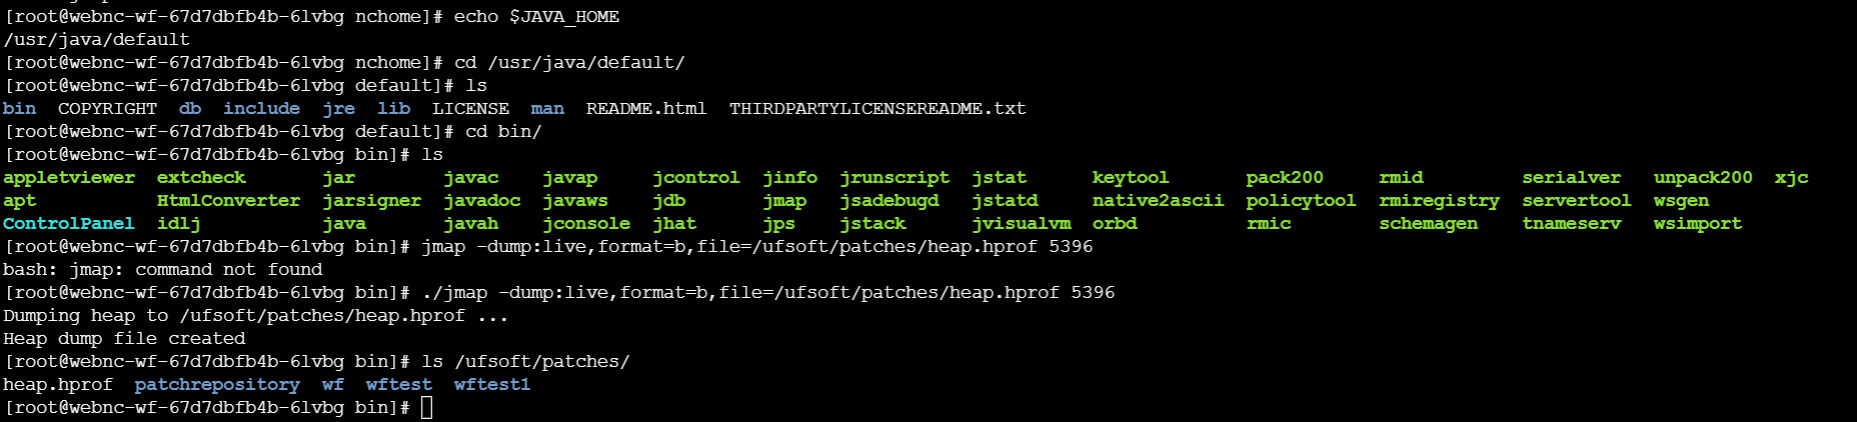 [root@webnc-wf-67d7dbfb4b-6lvbg nchome]# echo $JAVA_HOME
/usr/java/default
[root@webnc-wf-67d7dbfb4b-6lvbg nchome]# cd /usr/java/default/
[root@webnc-wf-67d7dbfb4b-6lvbg default]# ls
bin COPYRIGHT db include jre lib LICENSE man README.html THIRDPARTYLICENSEREADME.txt
[root@webnc-wf-67d7dbfb4b-6lvbg default]# cd bin/
[root@webnc-wf-67d7dbfb4b-6lvbg bin]# ls
appletviewer extcheck jar javac javap jcontrol jinfo jrunscript jstat keytool pack200 rmid serialver unpack200 xjc
apt HtmlConverter jarsigner javadoc javaws jdb jmap jsadebugd jstatd native2ascii policytool rmiregistry servertool wsgen
ControlPanel idlj java javah jconsole jhat jps jstack jvisualvm orbd rmic schemagen tnameserv wsimport
[root@webnc-wf-67d7dbfb4b-6lvbg bin]# jmap -dump:live,format=b,file=/ufsoft/patches/heap.hprof 5396
bash: jmap: command not found
[root@webnc-wf-67d7dbfb4b-6lvbg bin]# ./jmap -dump:live,format=b,file=/ufsoft/patches/heap.hprof 5396
Dumping heap to /ufsoft/patches/heap.hprof ...
Heap dump file created
[root@webnc-wf-67d7dbfb4b-6lvbg bin]# ls /ufsoft/patches/
heap.hprof patchrepository wf wftest wftest1
[root@webnc-wf-67d7dbfb4b-6lvbg bin]#